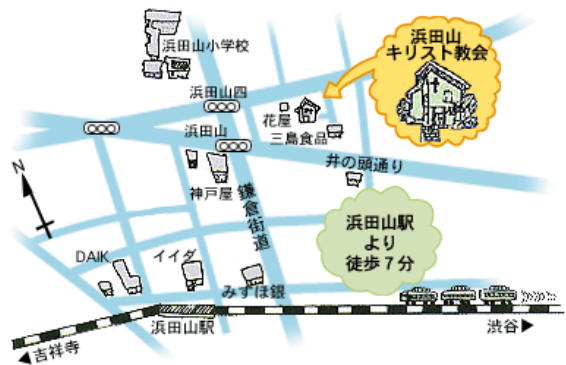 浜田山
キリスト教会
浜田山小学校
浜田山四
花屋
三島食品
浜田山
井の頭通り
N
神戸屋
鎌倉街道
浜田山駅
より
徒歩7分
DAIK
イイダ
みずほ銀
浜田山駅
渋谷▶
◀吉祥寺